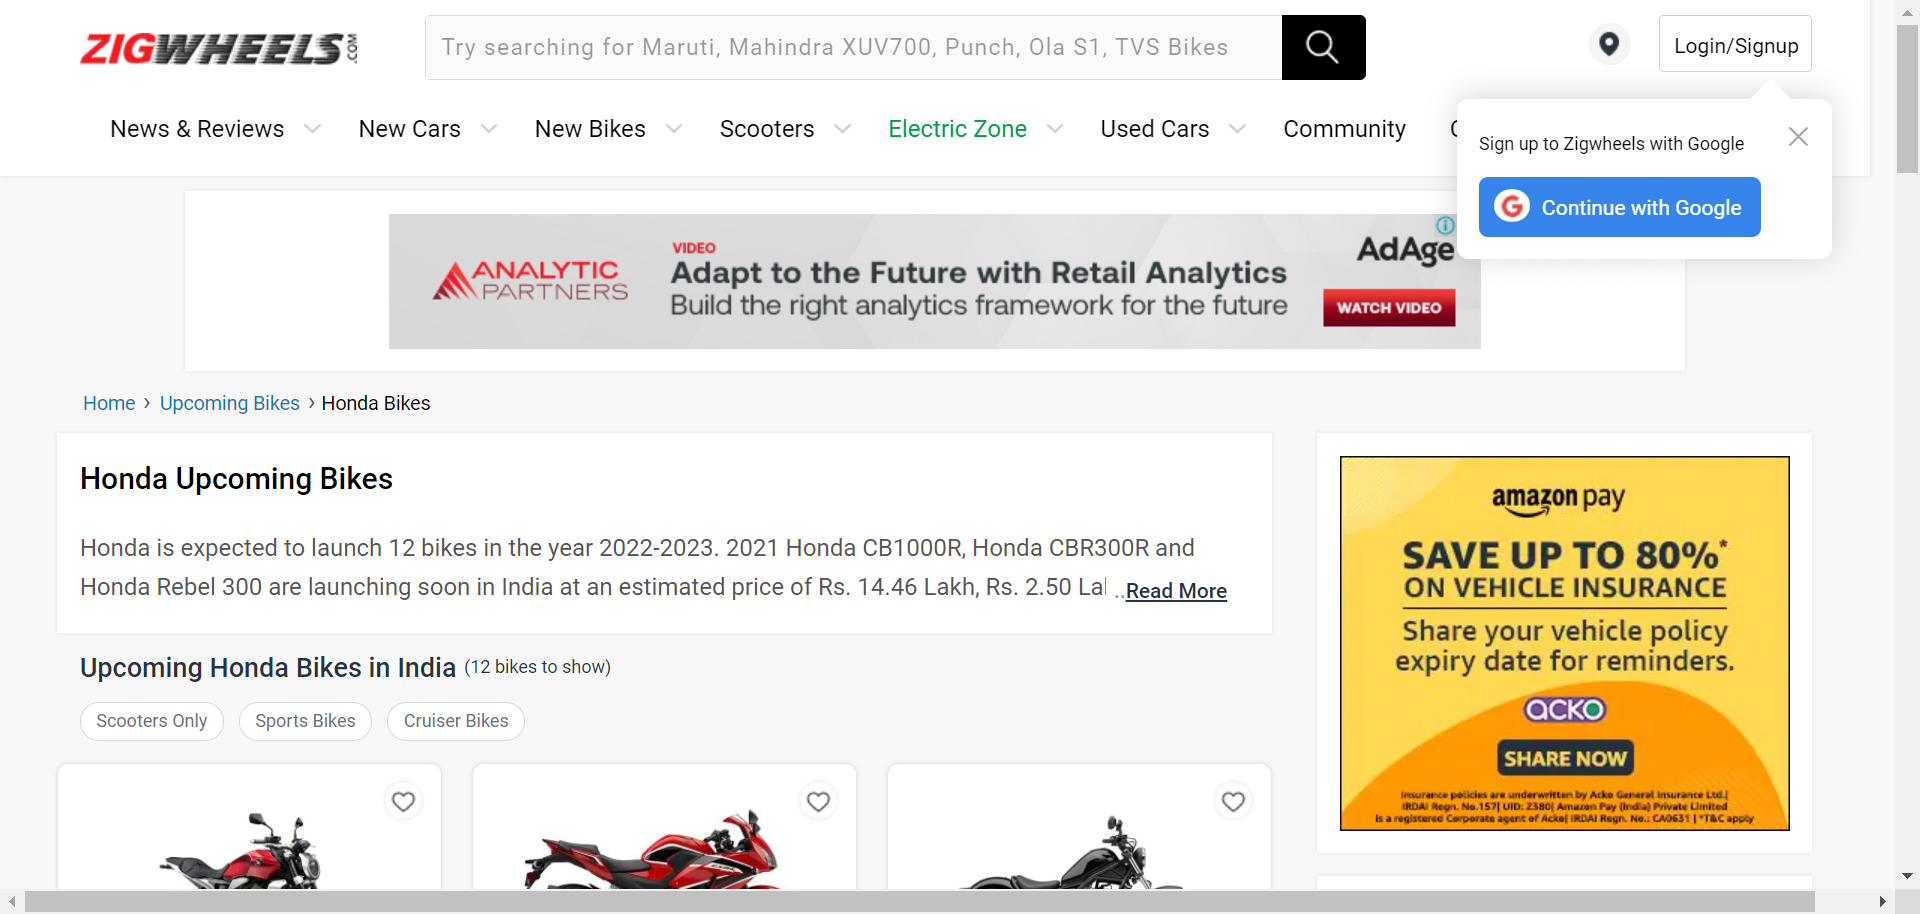 ZIGWHEELS.COM
Try searching for Maruti, Mahindra XUV700, Punch, Ola S1, TVS Bikes
Login/Signup
News & Reviews
New Cars
New Bikes
Scooters
Electric Zone
Used Cars
Community
Sign up to Zigwheels with Google
Continue with Google
ANALYTIC
PARTNERS
VIDEO
Adapt to the Future with Retail Analytics
Build the right analytics framework for the future
AdAge
WATCH VIDEO
Home › Upcoming Bikes › Honda Bikes
Honda Upcoming Bikes
Honda is expected to launch 12 bikes in the year 2022-2023. 2021 Honda CB1000R, Honda CBR300R and
Honda Rebel 300 are launching soon in India at an estimated price of Rs. 14.46 Lakh, Rs. 2.50 Lal ..Read More
Upcoming Honda Bikes in India (12 bikes to show)
Scooters Only
Sports Bikes
Cruiser Bikes
amazon pay
SAVE UP TO 80%*
ON VEHICLE INSURANCE
Share your vehicle policy
expiry date for reminders.
acko
SHARE NOW
Insurance policies are underwritten by Acko General Insurance Ltd.|
IRDAI Regn. No.157| UID: 2380| Amazon Pay (India) Private Limited
is a registered Corporate agent of Acko| IRDAI Regn. No.: CA0631 | *T&C apply